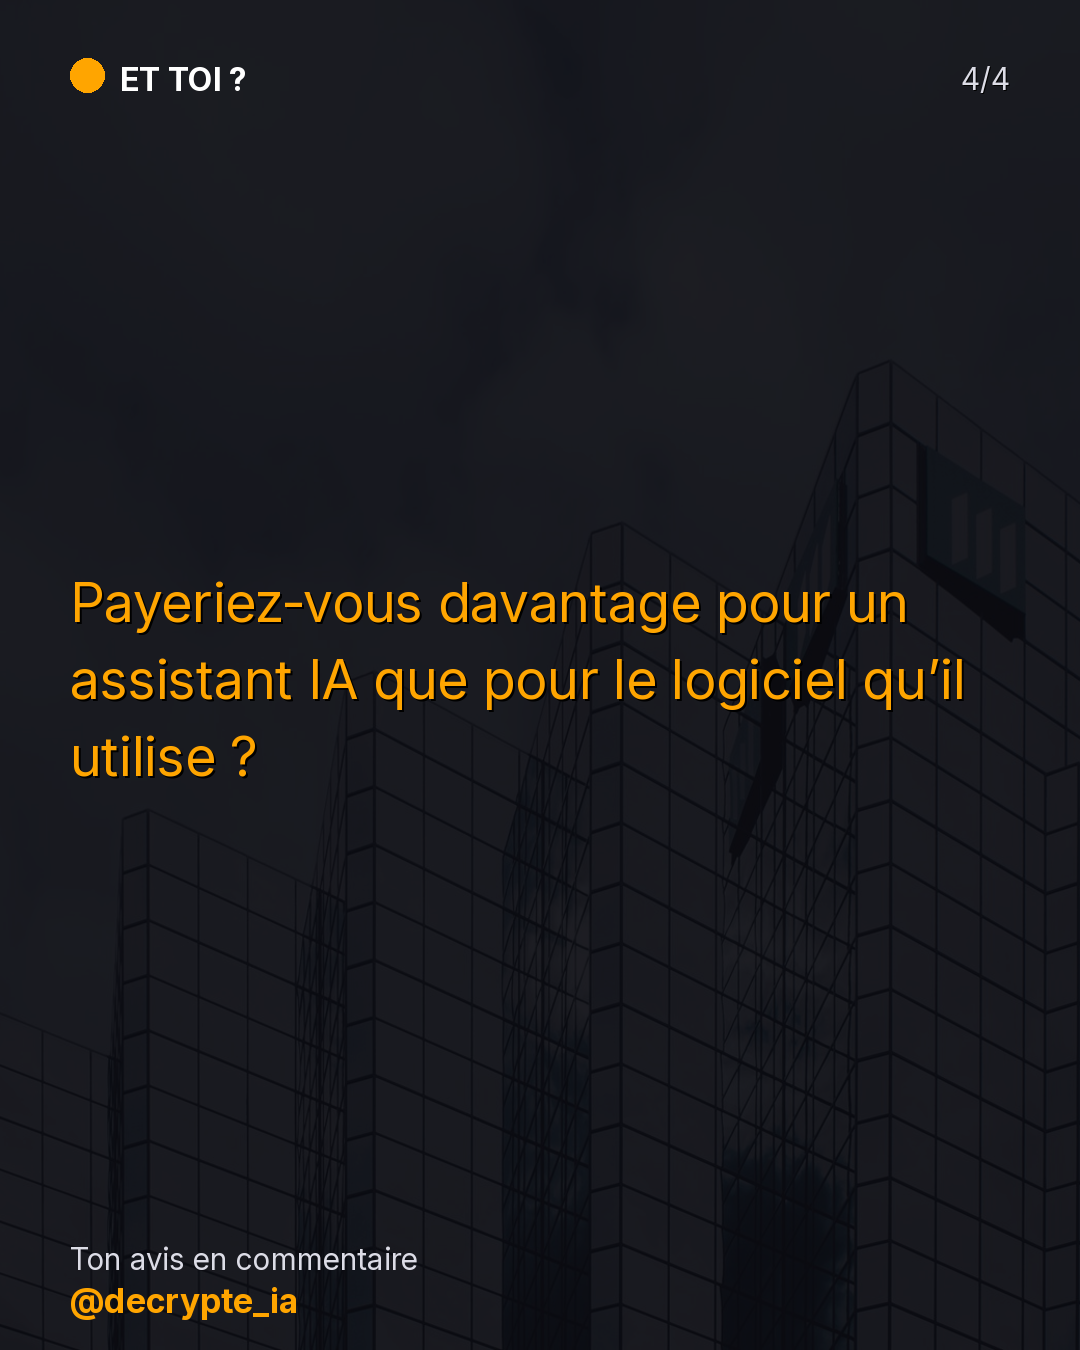 ET TOI ?
4/4
Payeriez-vous davantage pour un
assistant IA que pour le logiciel qu’il
utilise ?
Ton avis en commentaire
@decrypte_ia